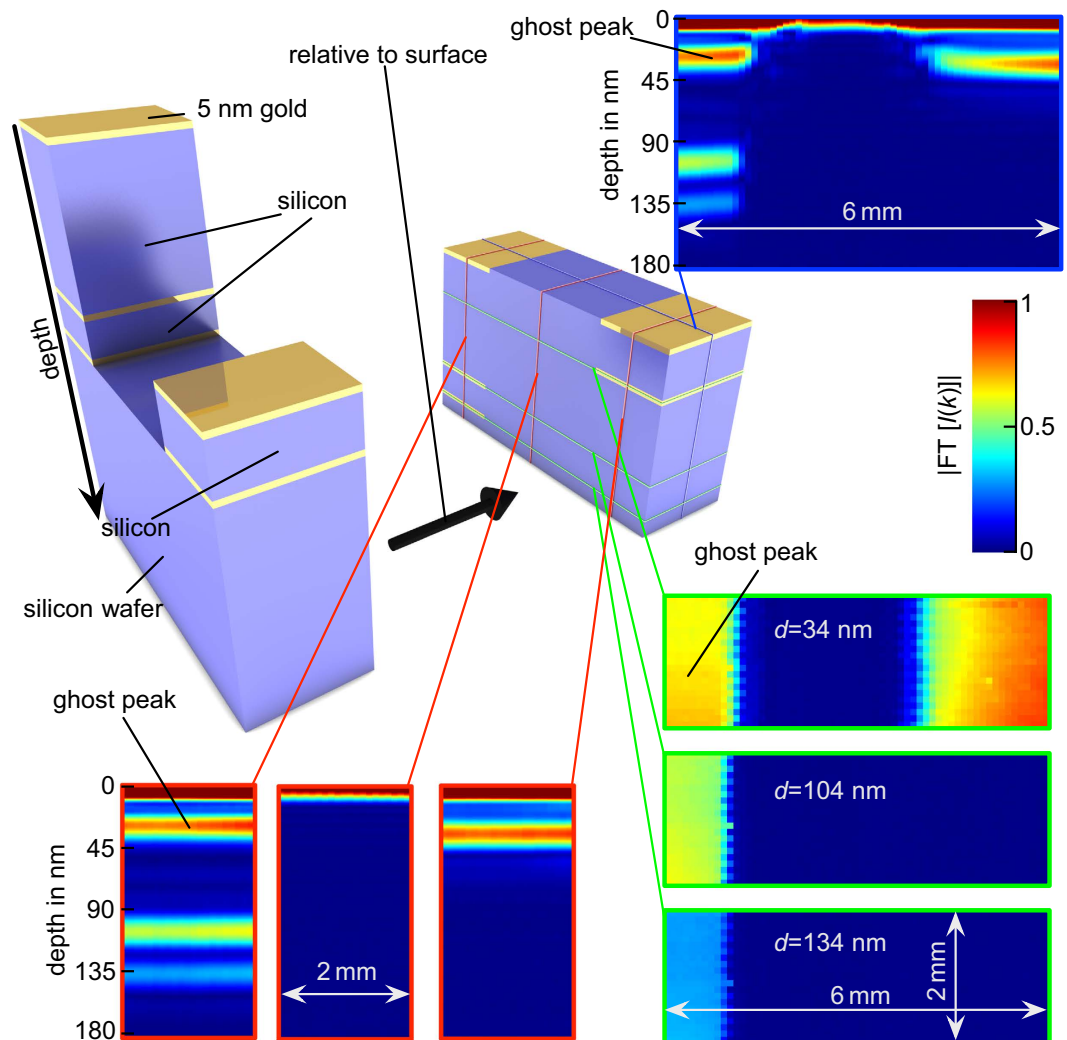 ghost peak
relative to surface
5 nm gold
silicon
depth
silicon
silicon wafer
0
45
90
135
180
depth in nm
6 mm
1
0.5
0
|FT [I(k)]|
ghost peak
d=34 nm
d=104 nm
d=134 nm
6 mm
2 mm
ghost peak
0
45
90
135
180
depth in nm
2 mm